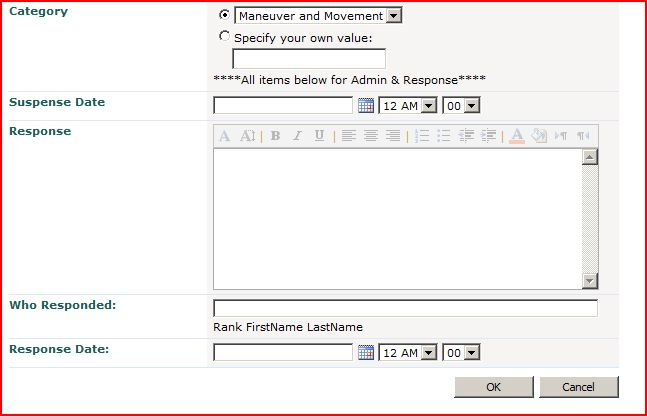 Category
Maneuver and Movement
Specify your own value:
****All items below for Admin & Response****
Suspense Date
12 AM 00
Response
A A B I U A
Who Responded:
Rank FirstName LastName
Response Date:
12 AM 00
OK Cancel